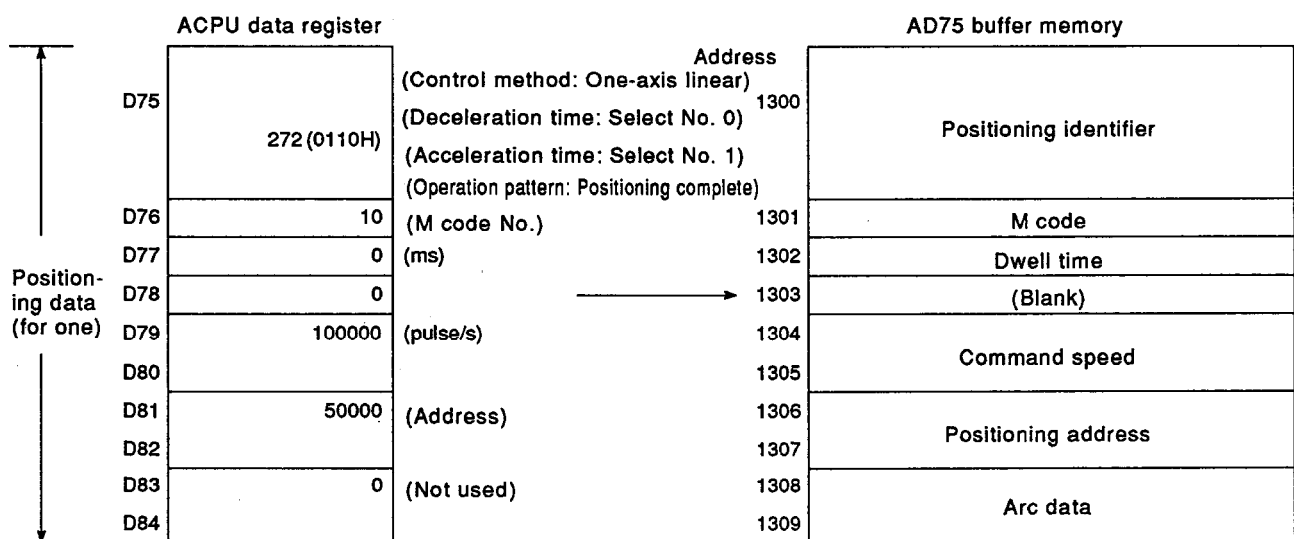 ACPU data register
AD75 buffer memory
Address
Position-
ing data
(for one)
D75
272 (0110H)
(Control method: One-axis linear)
(Deceleration time: Select No. 0)
(Acceleration time: Select No. 1)
(Operation pattern: Positioning complete)
1300
Positioning identifier
D76
10
(M code No.)
1301
M code
D77
0
(ms)
1302
Dwell time
D78
0
1303
(Blank)
D79
100000
(pulse/s)
1304
D80
1305
Command speed
D81
50000
(Address)
1306
D82
1307
Positioning address
D83
0
(Not used)
1308
D84
1309
Arc data